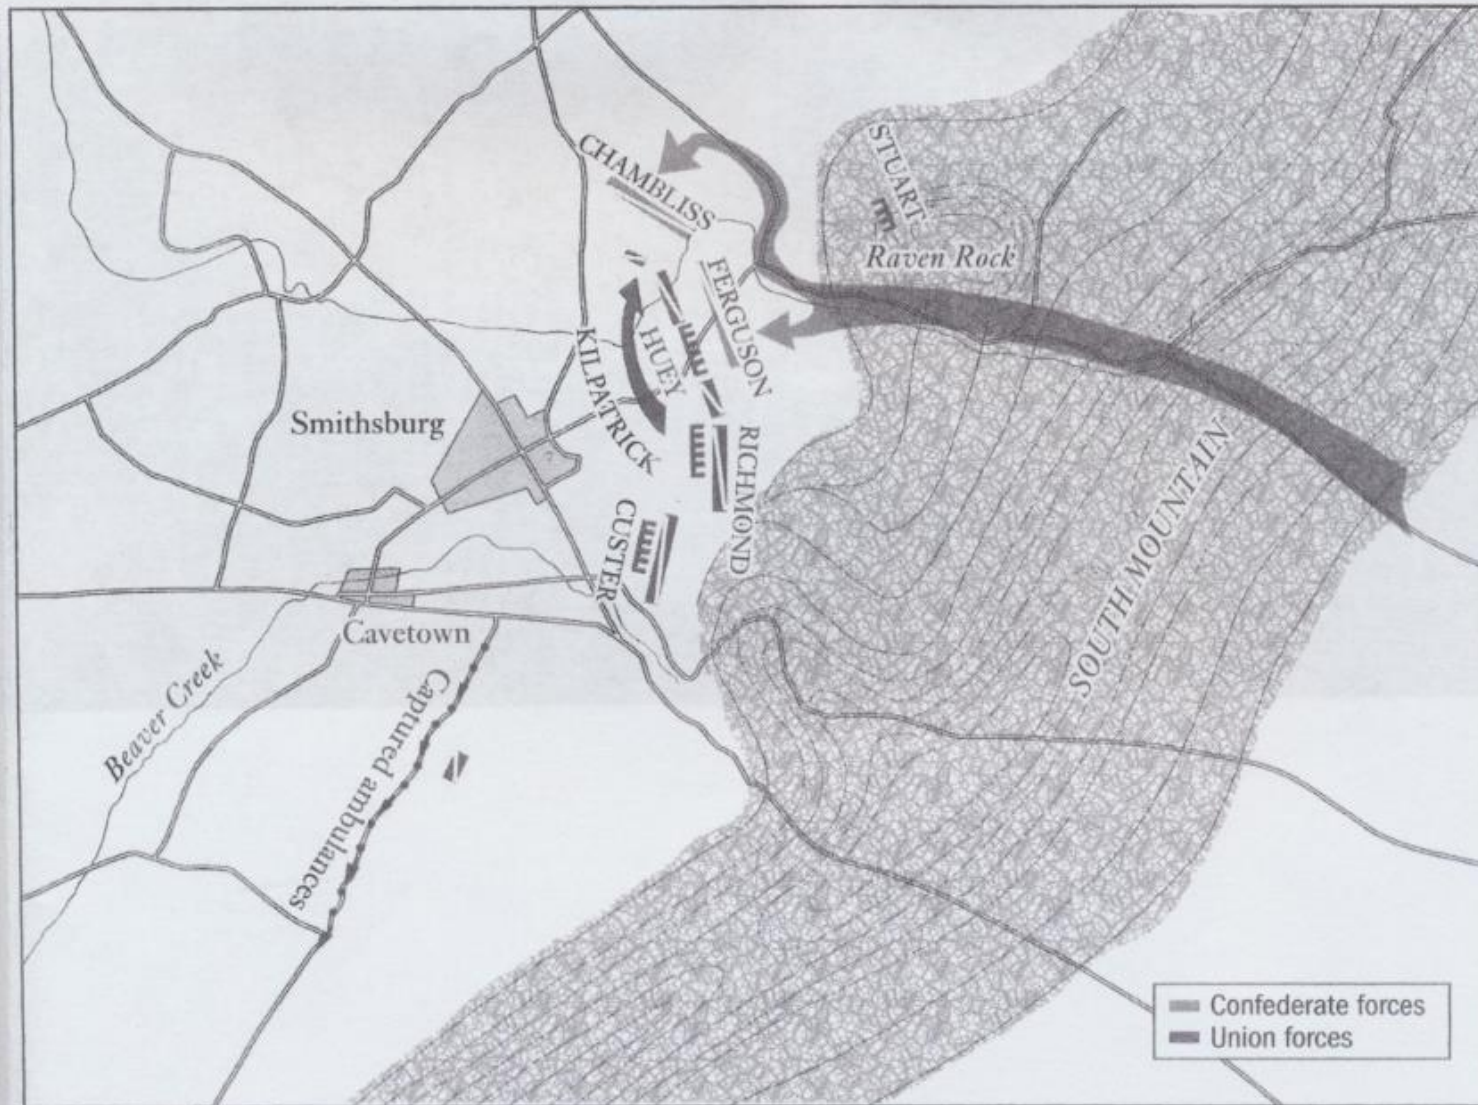 CHAMBLISS
STUART
Raven Rock
FERGUSON
HUEY
KILPATRICK
Smithsburg
RICHMOND
CUSTER
SOUTH MOUNTAIN
Cavetown
Beaver Creek
Captured ambulances
Confederate forces
Union forces